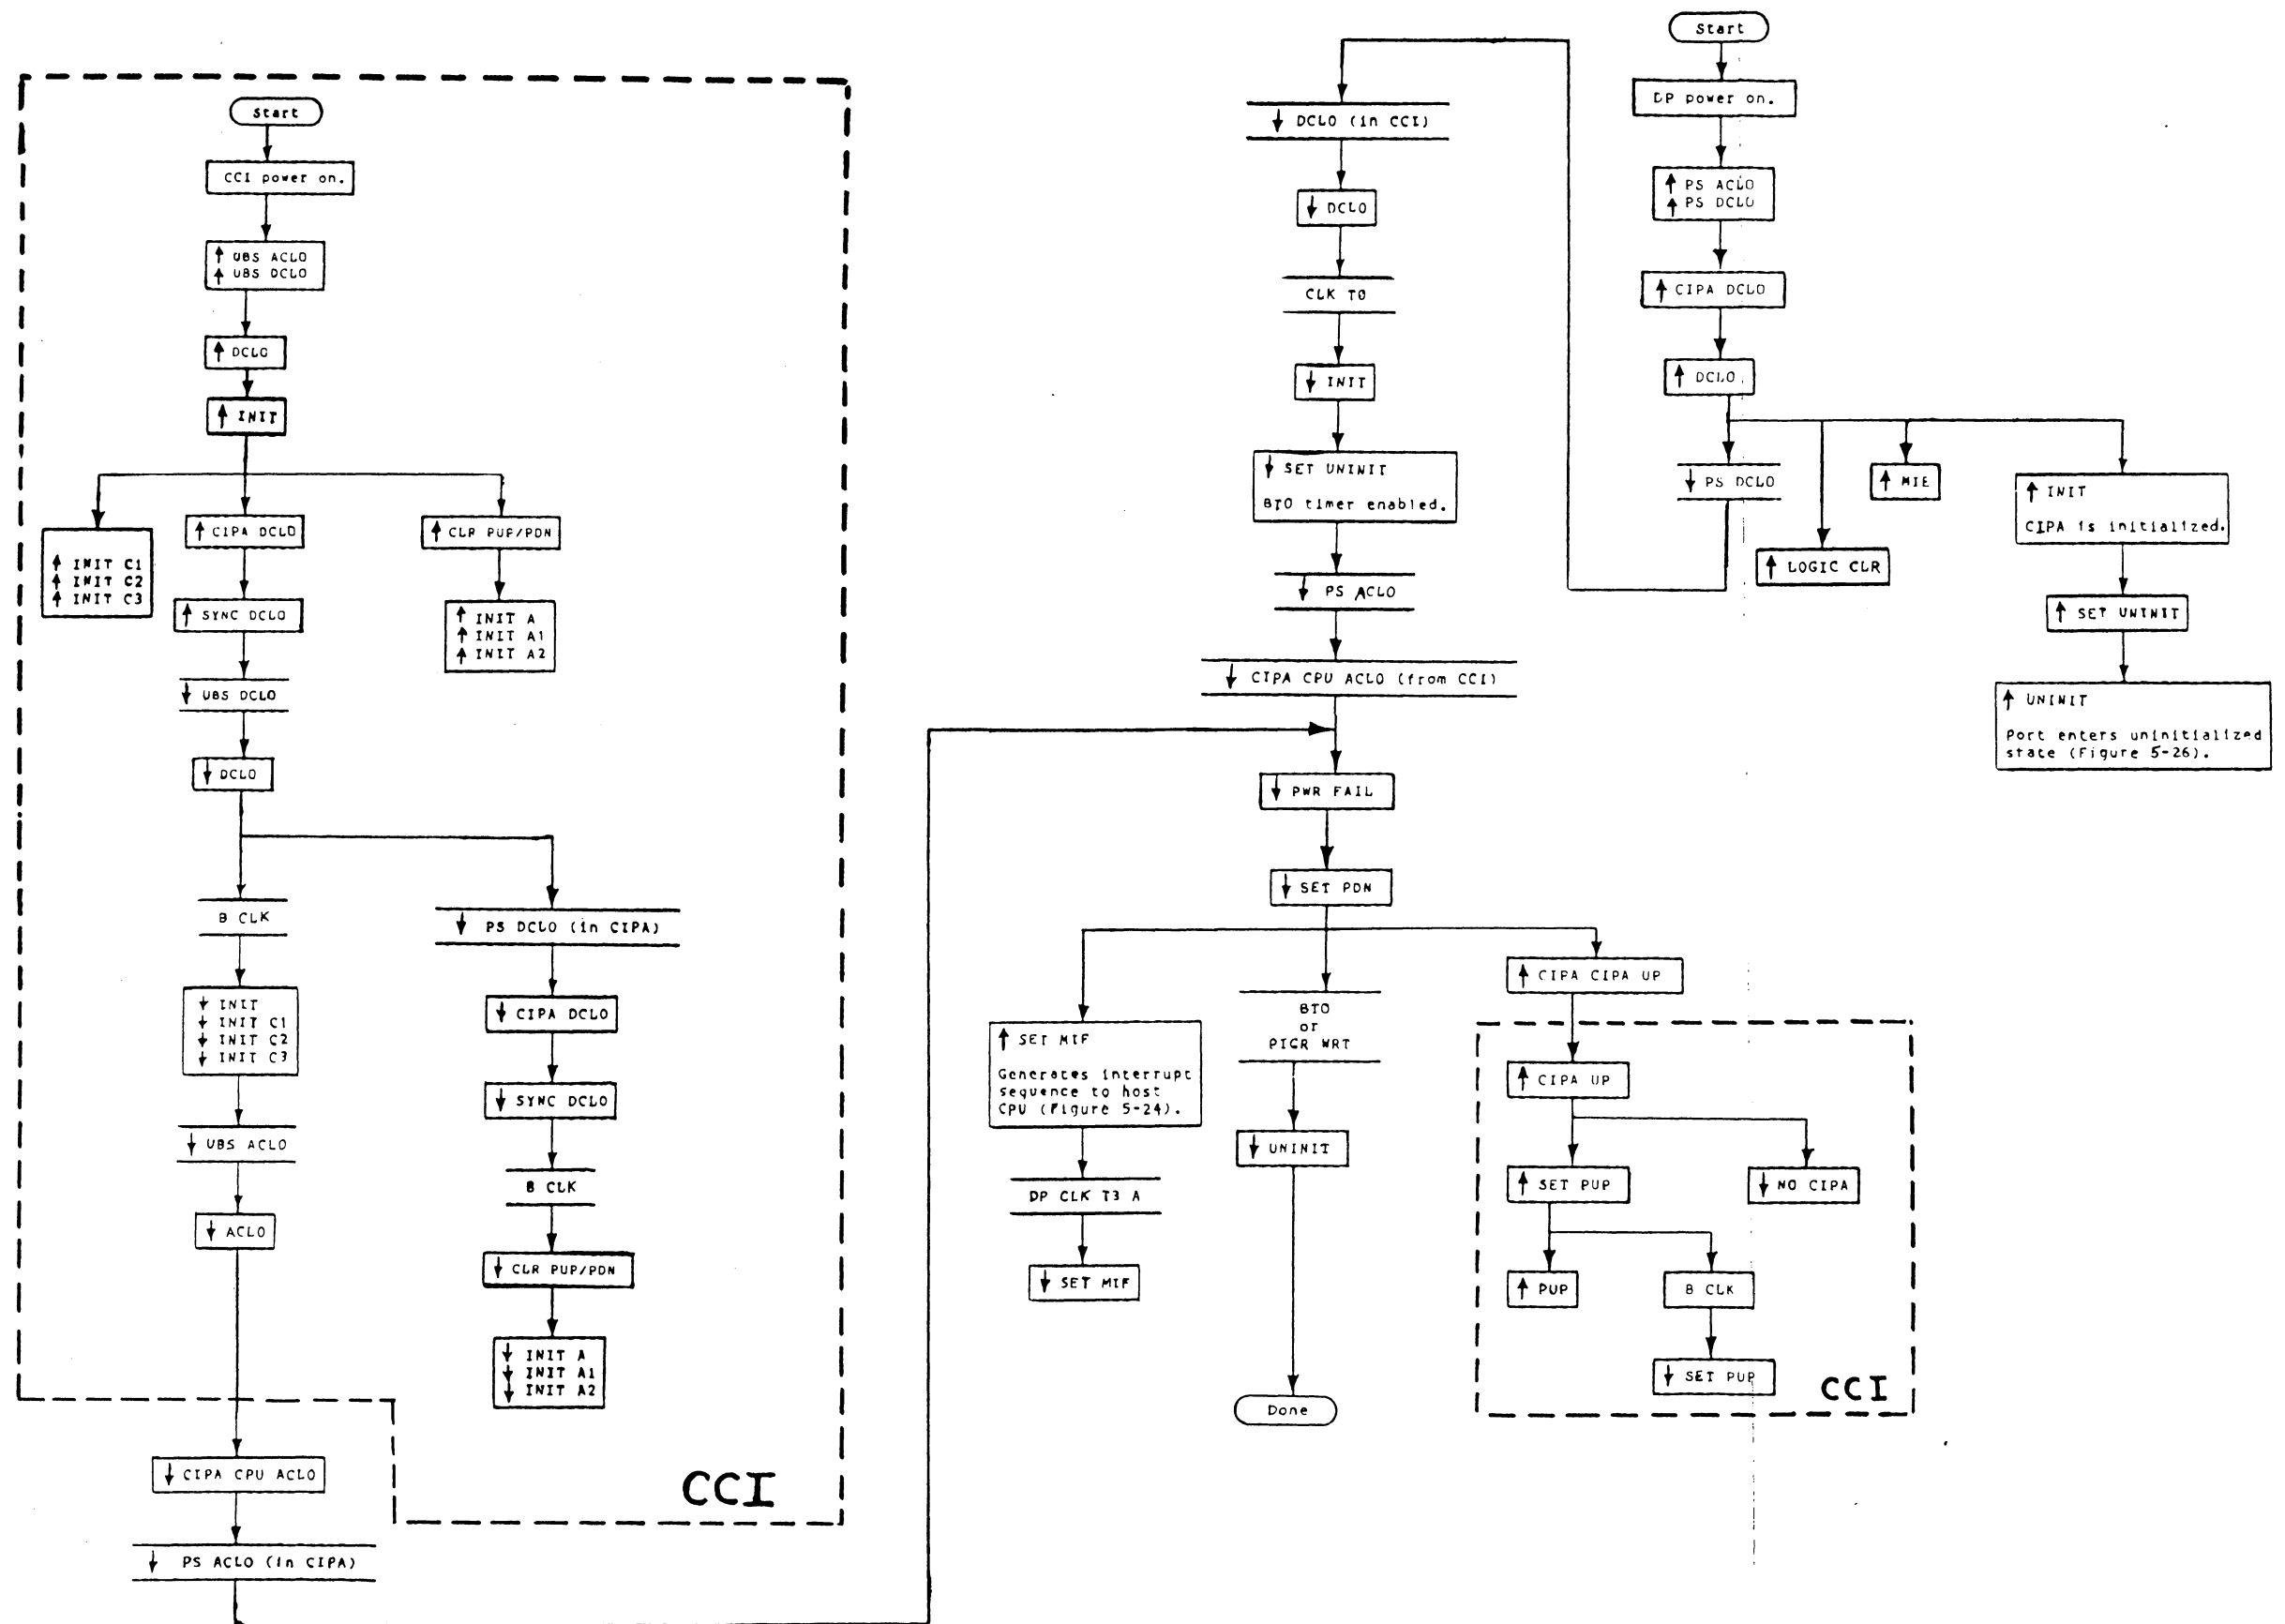 Start
CCI power on.
↑ UBS ACLO
↑ UBS DCLO
↑ DCLO
↑ INIT
↑ INIT C1
↑ INIT C2
↑ INIT C3
↑ CIPA DCLO
↑ SYNC DCLO
↓ UBS DCLO
↓ DCLO
↑ CLR PUP/PDN
↑ INIT A
↑ INIT A1
↑ INIT A2
B CLK
↓ INIT
↓ INIT C1
↓ INIT C2
↓ INIT C3
↓ UBS ACLO
↓ ACLO
↓ PS DCLO (in CIPA)
↓ CIPA DCLO
↓ SYNC DCLO
B CLK
↓ CLR PUP/PDN
↓ INIT A
↓ INIT A1
↓ INIT A2
CCI
↓ CIPA CPU ACLO
↓ PS ACLO (in CIPA)
Start
DP power on.
↑ PS ACLO
↑ PS DCLO
↑ CIPA DCLO
↑ DCLO
↓ PS DCLO
↑ LOGIC CLR
↑ MIE
↑ INIT
CIPA is initialized.
↑ SET UNINIT
↑ UNINIT
Port enters uninitialized
state (Figure 5-26).
↓ DCLO (in CCI)
↓ DCLO
CLK T0
↓ INIT
↓ SET UNINIT
BTO timer enabled.
↓ PS ACLO
↓ CIPA CPU ACLO (from CCI)
↓ PWR FAIL
↓ SET PDN
↑ SET MIF
Generates interrupt
sequence to host
CPU (Figure 5-24).
DP CLK T3 A
↓ SET MIF
BTO
or
PICR WRT
↓ UNINIT
Done
↑ CIPA CIPA UP
↑ CIPA UP
↑ SET PUP
↓ NO CIPA
↑ PUP
B CLK
↓ SET PUP
CCI